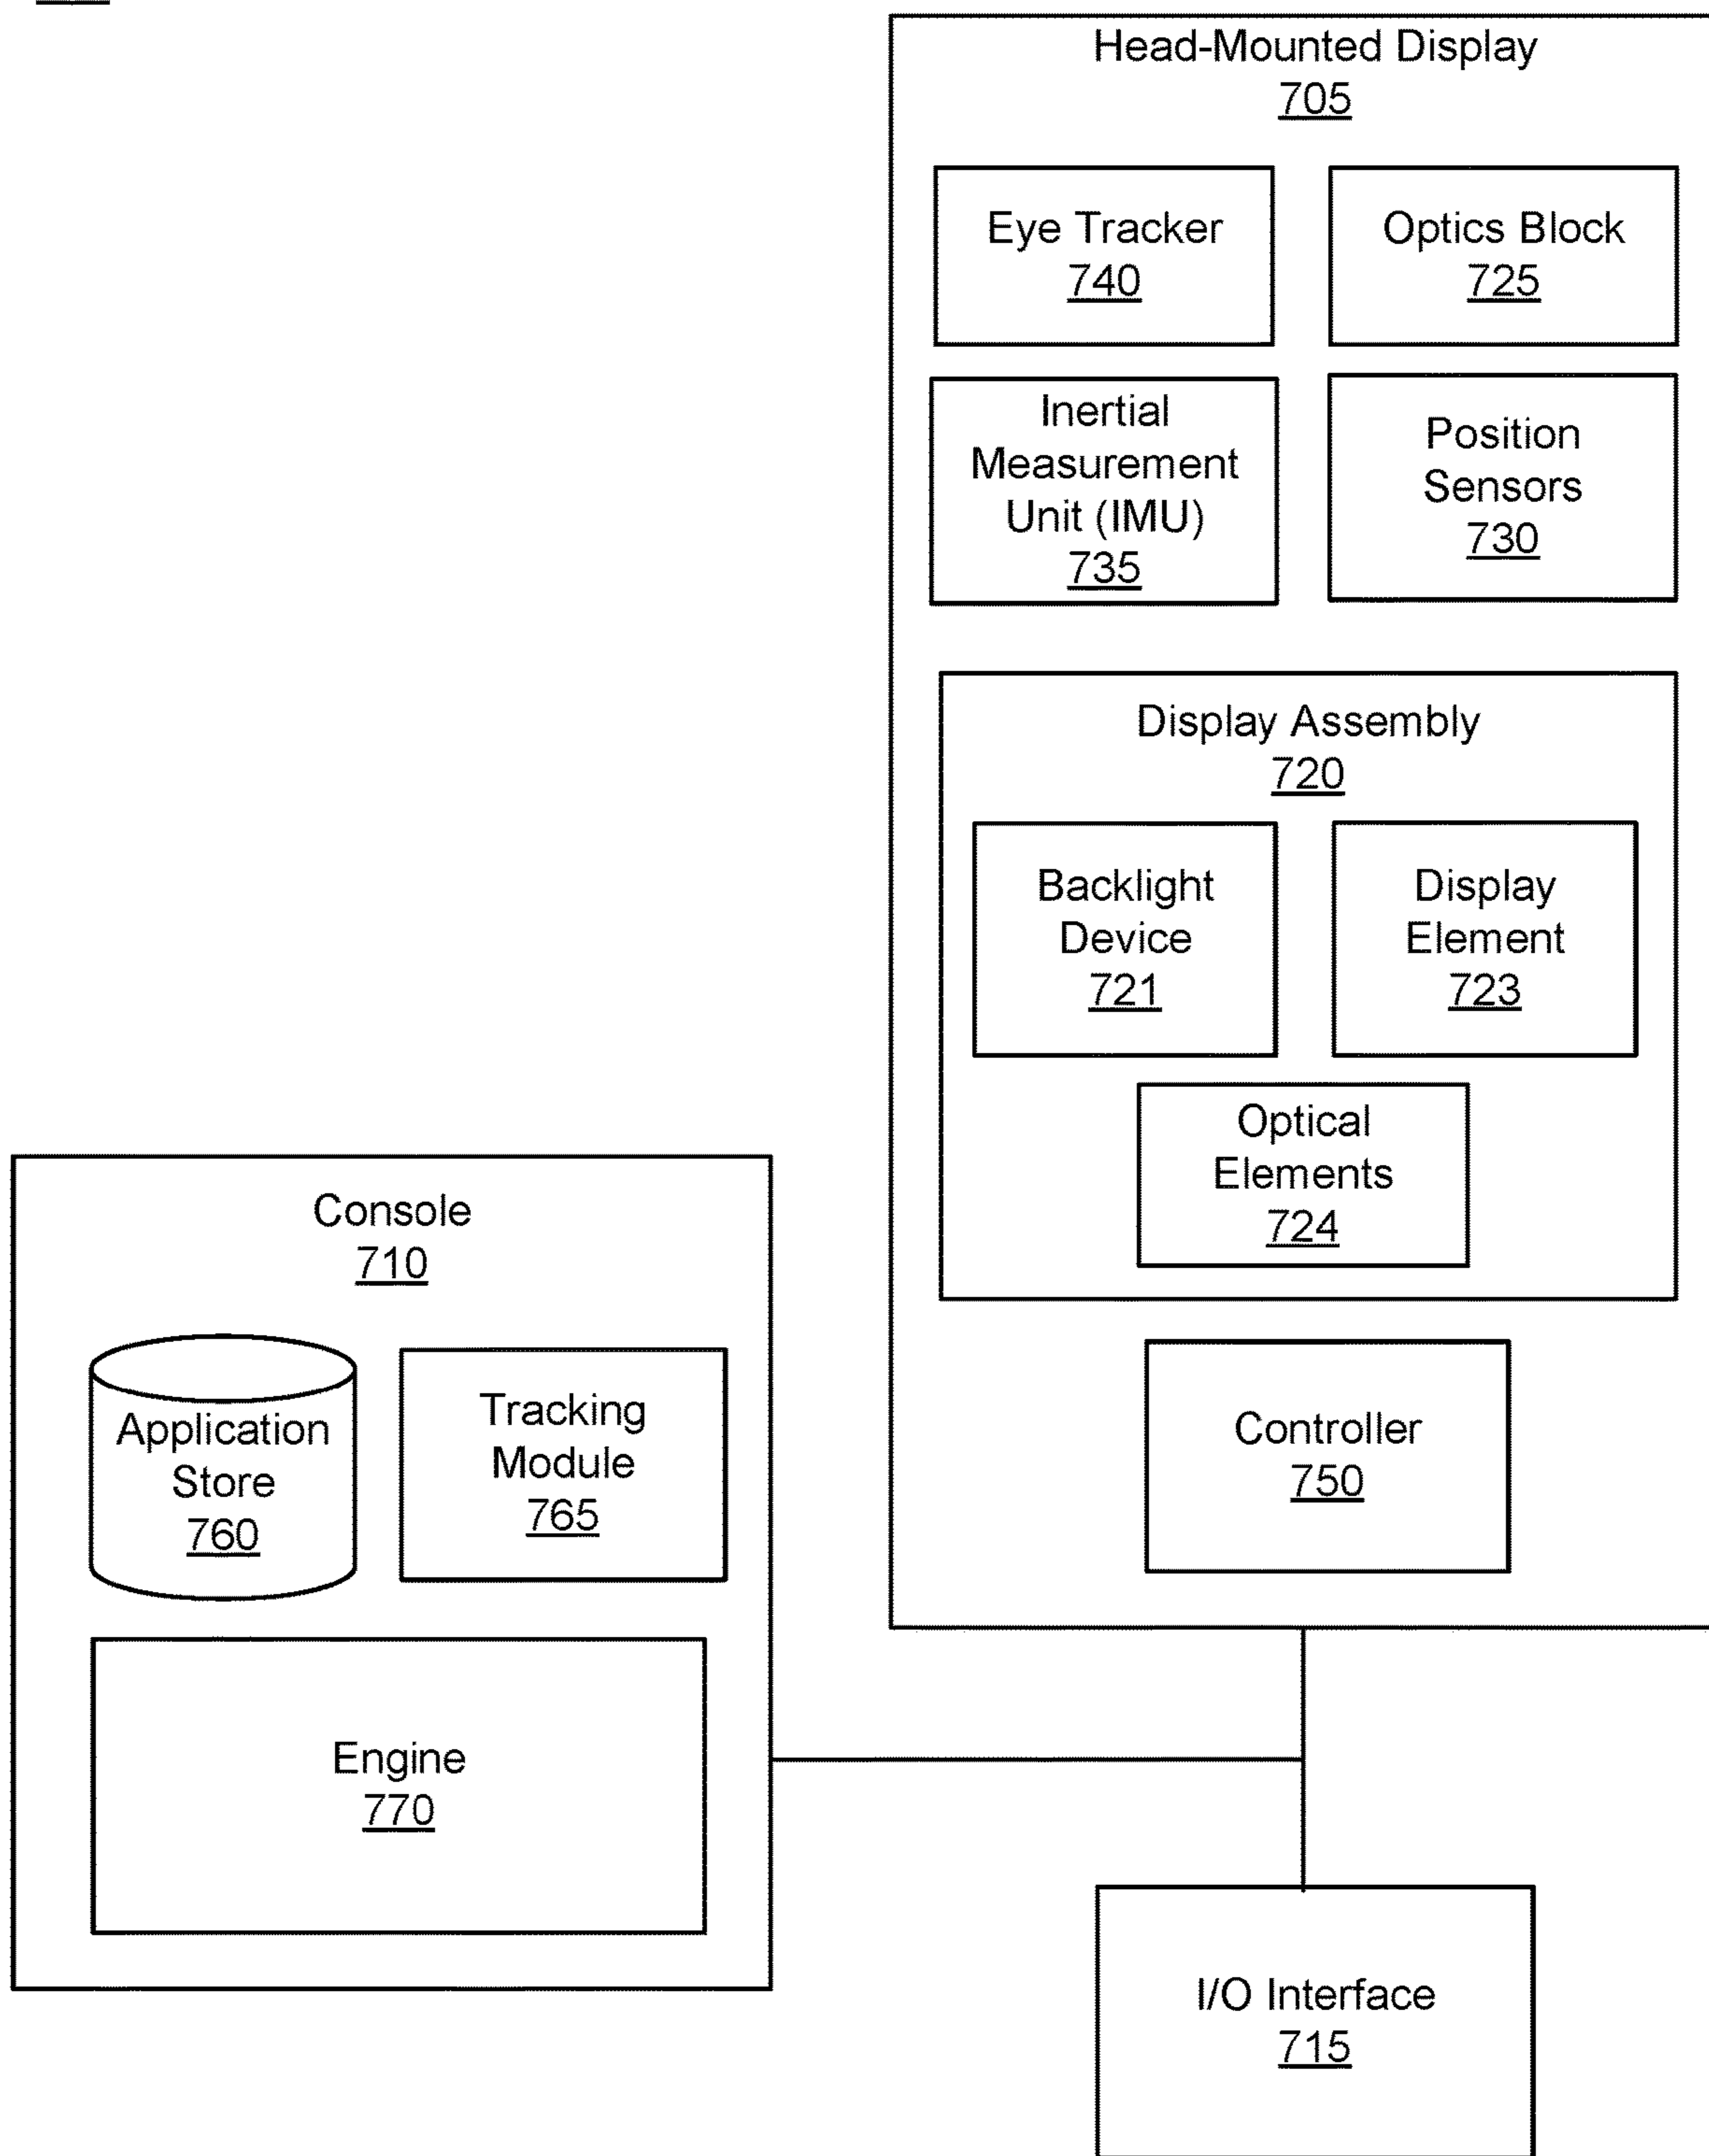 Head-Mounted Display
705
Eye Tracker
740
Optics Block
725
Inertial
Measurement
Unit (IMU)
735
Position
Sensors
730
Display Assembly
720
Backlight
Device
721
Display
Element
723
Optical
Elements
724
Controller
750
Console
710
Application
Store
760
Tracking
Module
765
Engine
770
I/O Interface
715